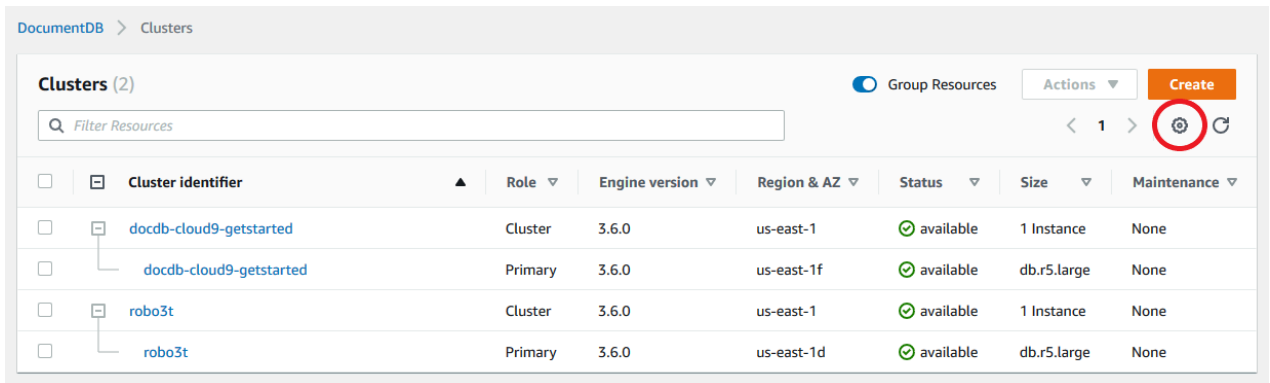 DocumentDB > Clusters
Clusters (2) Group Resources Actions Create
Filter Resources < 1 >
Cluster identifier Role Engine version Region & AZ Status Size Maintenance
docdb-cloud9-getstarted Cluster 3.6.0 us-east-1 available 1 Instance None
docdb-cloud9-getstarted Primary 3.6.0 us-east-1f available db.r5.large None
robo3t Cluster 3.6.0 us-east-1 available 1 Instance None
robo3t Primary 3.6.0 us-east-1d available db.r5.large None